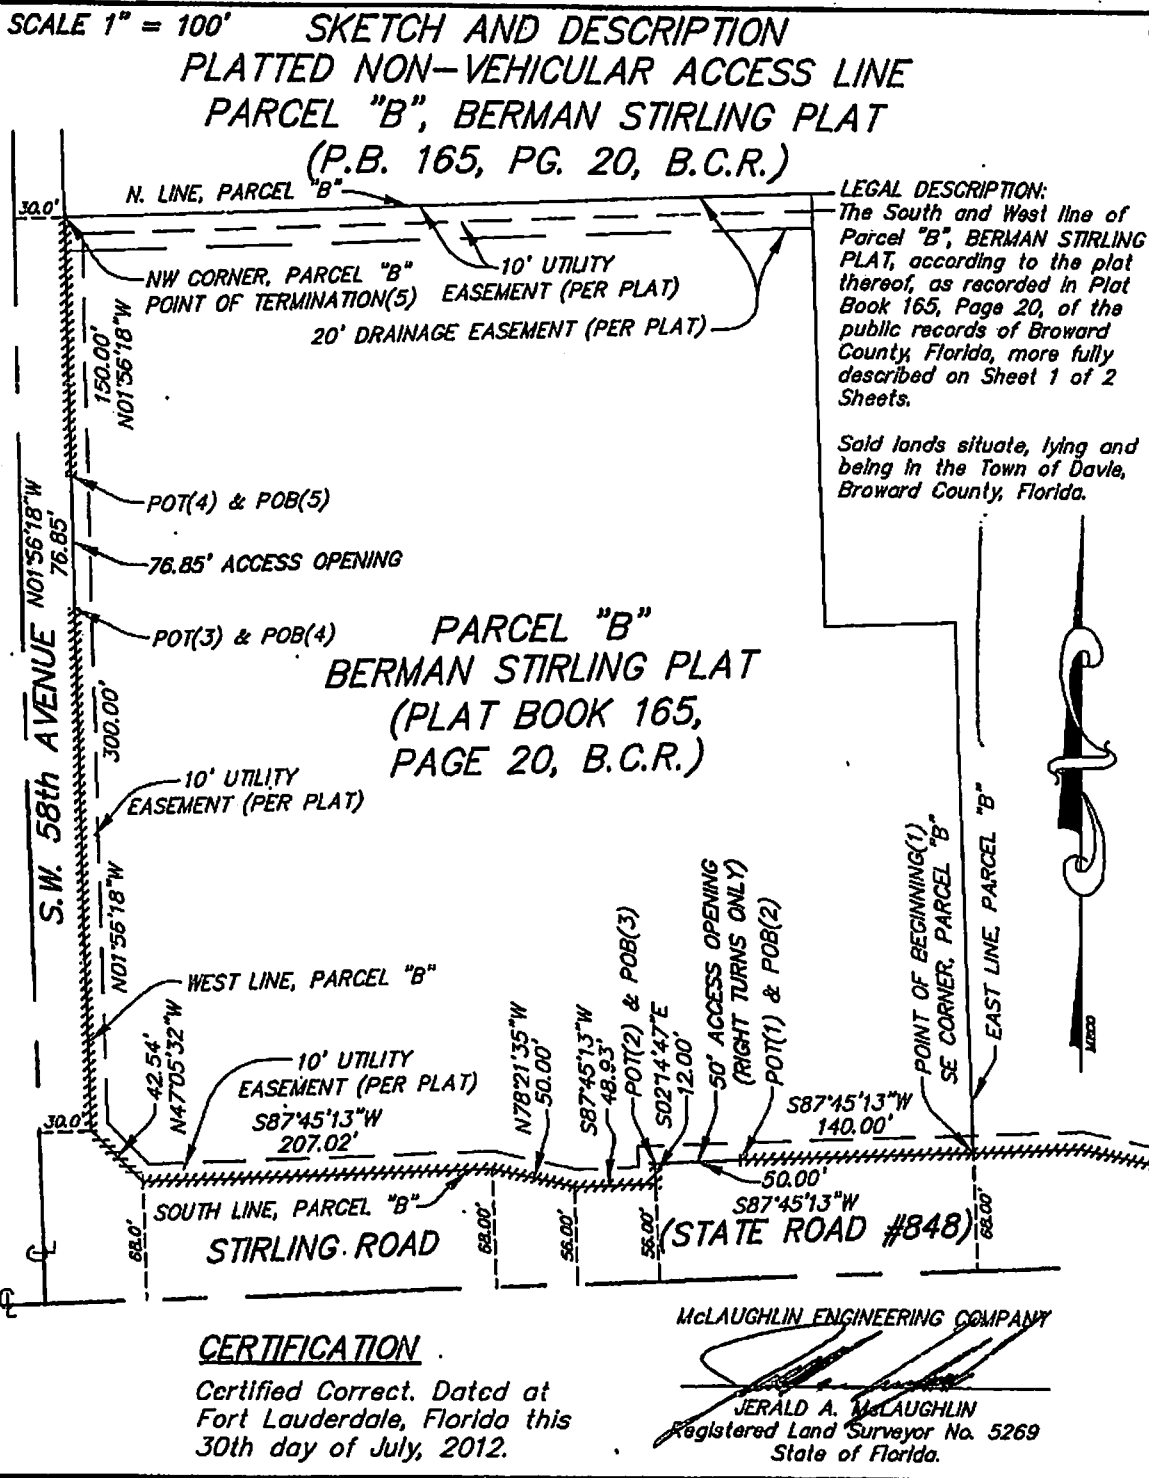 SCALE 1" = 100'
SKETCH AND DESCRIPTION
PLATTED NON-VEHICULAR ACCESS LINE
PARCEL "B", BERMAN STIRLING PLAT
(P.B. 165, PG. 20, B.C.R.)
N. LINE, PARCEL "B"
30.0'
NW CORNER, PARCEL "B"
POINT OF TERMINATION(5)
10' UTILITY
EASEMENT (PER PLAT)
20' DRAINAGE EASEMENT (PER PLAT)
LEGAL DESCRIPTION:
The South and West line of
Parcel "B", BERMAN STIRLING
PLAT, according to the plat
thereof, as recorded in Plat
Book 165, Page 20, of the
public records of Broward
County, Florida, more fully
described on Sheet 1 of 2
Sheets.
Said lands situate, lying and
being in the Town of Davie,
Broward County, Florida.
150.00'
N01°56'18"W
POT(4) & POB(5)
N01°56'18"W
76.85'
76.85' ACCESS OPENING
POT(3) & POB(4)
PARCEL "B"
BERMAN STIRLING PLAT
(PLAT BOOK 165,
PAGE 20, B.C.R.)
S.W. 58th AVENUE
300.00'
N01°56'18"W
10' UTILITY
EASEMENT (PER PLAT)
WEST LINE, PARCEL "B"
42.54'
N47°05'32"W
10' UTILITY
EASEMENT (PER PLAT)
S87°45'13"W
207.02'
N78°21'35"W
50.00'
S87°45'13"W
48.93'
POT(2) & POB(3)
S02°14'47"E
12.00'
50' ACCESS OPENING
(RIGHT TURNS ONLY)
POT(1) & POB(2)
S87°45'13"W
140.00'
POINT OF BEGINNING(1)
SE CORNER, PARCEL "B"
EAST LINE, PARCEL "B"
30.0'
50.00'
S87°45'13"W
SOUTH LINE, PARCEL "B"
68.0'
68.00'
56.00'
56.00'
68.00'
STIRLING ROAD
(STATE ROAD #848)
CERTIFICATION
Certified Correct. Dated at
Fort Lauderdale, Florida this
30th day of July, 2012.
McLAUGHLIN ENGINEERING COMPANY
JERALD A. McLAUGHLIN
Registered Land Surveyor No. 5269
State of Florida.